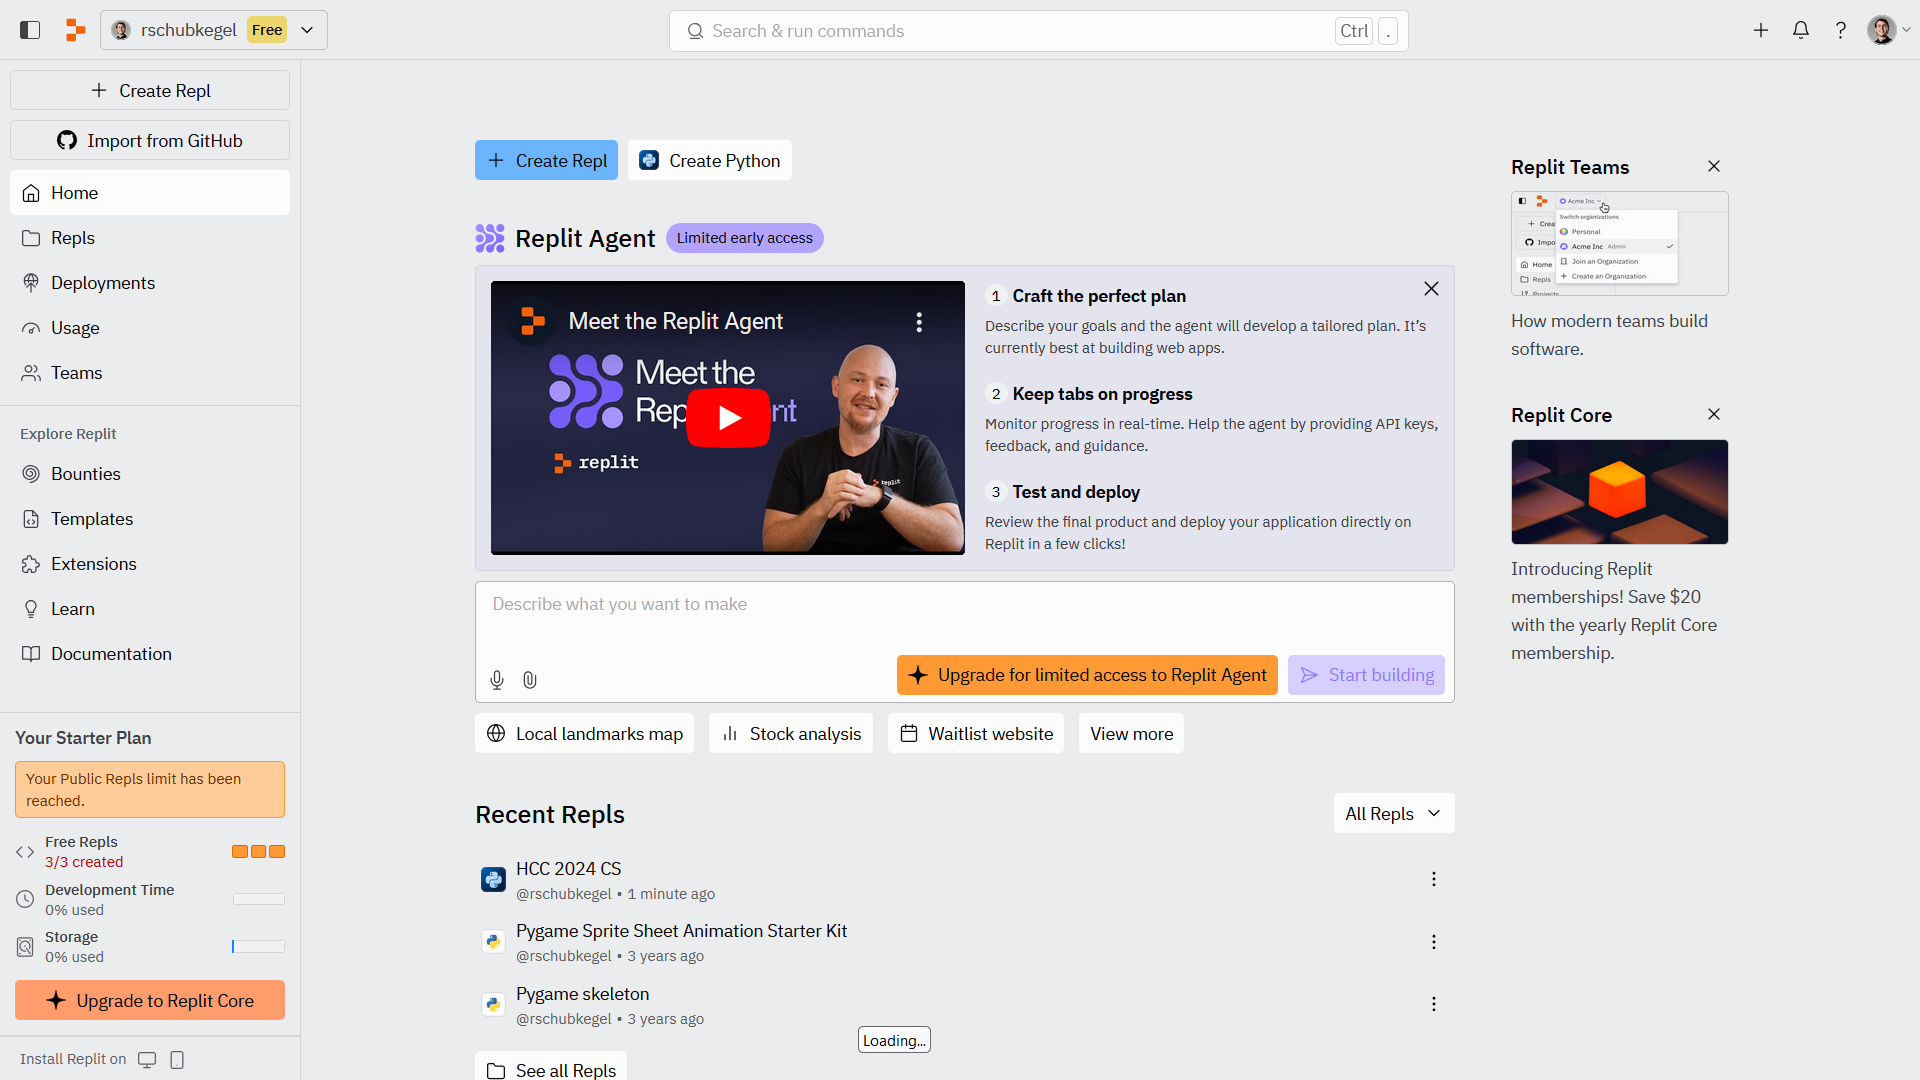 rschubkegel Free
Search & run commands Ctrl .
Create Repl
Import from GitHub
Home
Repls
Deployments
Usage
Teams
Explore Replit
Bounties
Templates
Extensions
Learn
Documentation
Your Starter Plan
Your Public Repls limit has been
reached.
Free Repls
3/3 created
Development Time
0% used
Storage
0% used
Upgrade to Replit Core
Install Replit on
Create Repl
Create Python
Replit Agent Limited early access
Meet the Replit Agent
Meet the
replit
replit
1 Craft the perfect plan
Describe your goals and the agent will develop a tailored plan. It’s
currently best at building web apps.
2 Keep tabs on progress
Monitor progress in real-time. Help the agent by providing API keys,
feedback, and guidance.
3 Test and deploy
Review the final product and deploy your application directly on
Replit in a few clicks!
Describe what you want to make
Upgrade for limited access to Replit Agent
Start building
Local landmarks map
Stock analysis
Waitlist website
View more
Recent Repls
All Repls
HCC 2024 CS
@rschubkegel • 1 minute ago
Pygame Sprite Sheet Animation Starter Kit
@rschubkegel • 3 years ago
Pygame skeleton
@rschubkegel • 3 years ago
Loading...
See all Repls
Replit Teams
Acme Inc
Switch organizations
Personal
Acme Inc Admin
Join an Organization
Create an Organization
Home
Repls
How modern teams build
software.
Replit Core
Introducing Replit
memberships! Save $20
with the yearly Replit Core
membership.